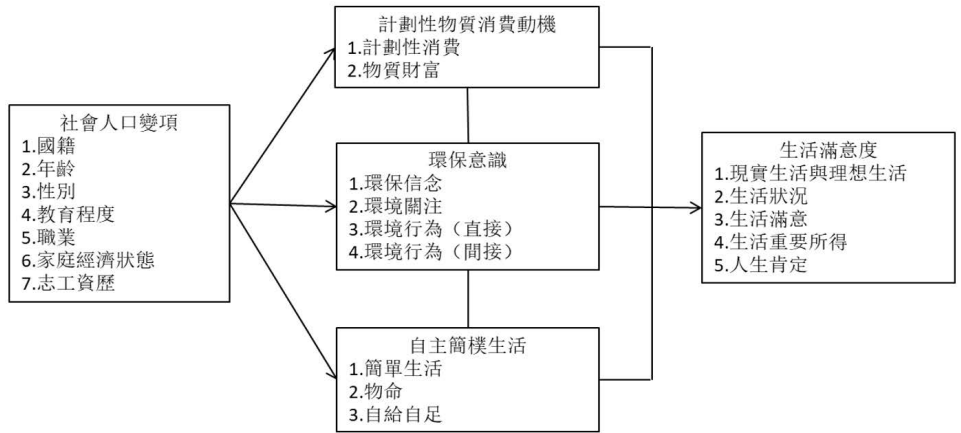 社會人口變項
1.國籍
2.年齡
3.性別
4.教育程度
5.職業
6.家庭經濟狀態
7.志工資歷
計劃性物質消費動機
1.計劃性消費
2.物質財富
環保意識
1.環保信念
2.環境關注
3.環境行為（直接）
4.環境行為（間接）
自主簡樸生活
1.簡單生活
2.物命
3.自給自足
生活滿意度
1.現實生活與理想生活
2.生活狀況
3.生活滿意
4.生活重要所得
5.人生肯定